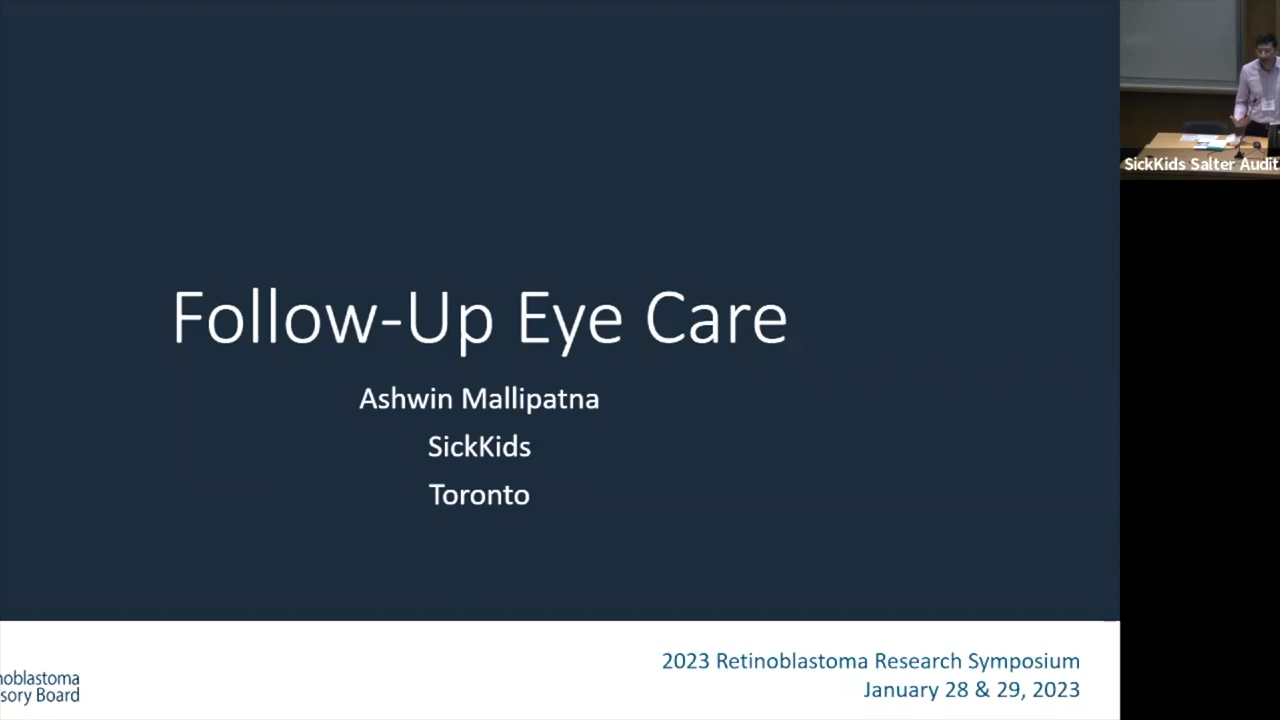 Follow-Up Eye Care
Ashwin Mallipatna
SickKids
Toronto
SickKids Salter Audit
2023 Retinoblastoma Research Symposium
January 28 & 29, 2023
noblastoma
sory Board